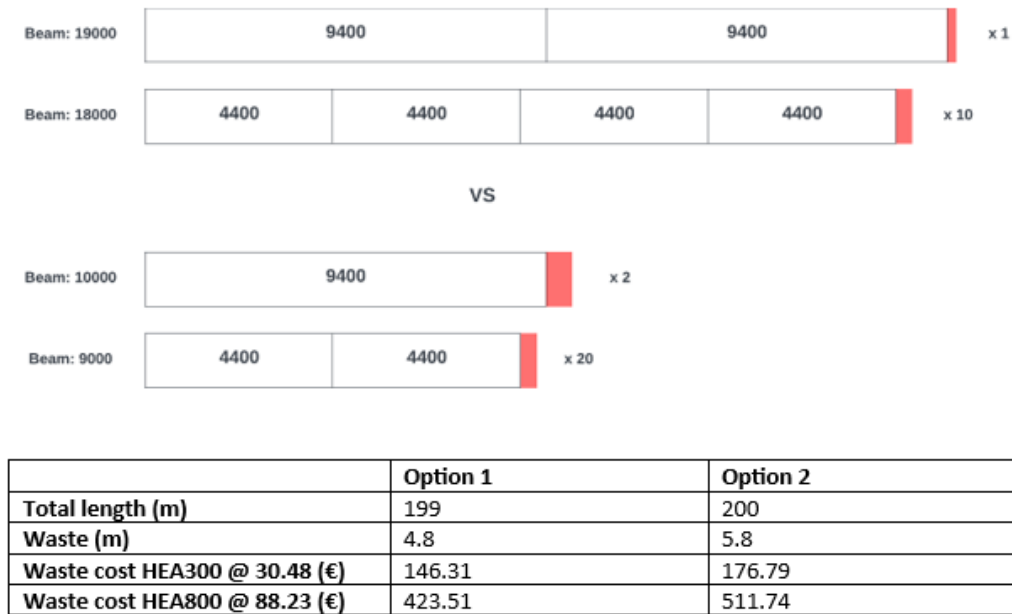 Beam: 19000 9400 9400 x 1
Beam: 18000 4400 4400 4400 4400 x 10
VS
Beam: 10000 9400 x 2
Beam: 9000 4400 4400 x 20
Option 1 Option 2
Total length (m) 199 200
Waste (m) 4.8 5.8
Waste cost HEA300 @ 30.48 (€) 146.31 176.79
Waste cost HEA800 @ 88.23 (€) 423.51 511.74